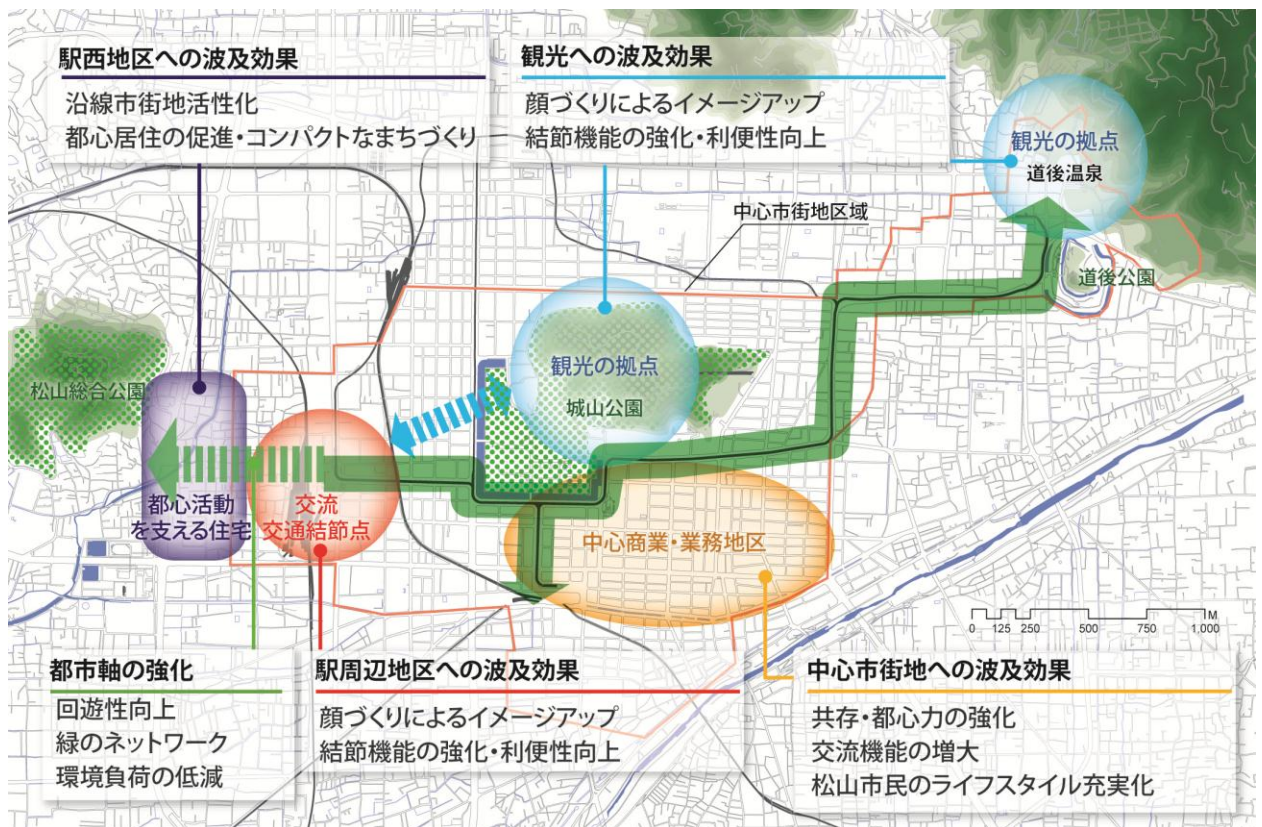 駅西地区への波及効果
沿線市街地活性化
都心居住の促進・コンパクトなまちづくり
観光への波及効果
顔づくりによるイメージアップ
結節機能の強化・利便性向上
観光の拠点
道後温泉
中心市街地区域
道後公園
観光の拠点
城山公園
松山総合公園
都心活動
を支える住宅
交流
交通結節点
中心商業・業務地区
M
0 125 250 500 750 1,000
都市軸の強化
回遊性向上
緑のネットワーク
環境負荷の低減
駅周辺地区への波及効果
顔づくりによるイメージアップ
結節機能の強化・利便性向上
中心市街地への波及効果
共存・都心力の強化
交流機能の増大
松山市民のライフスタイル充実化